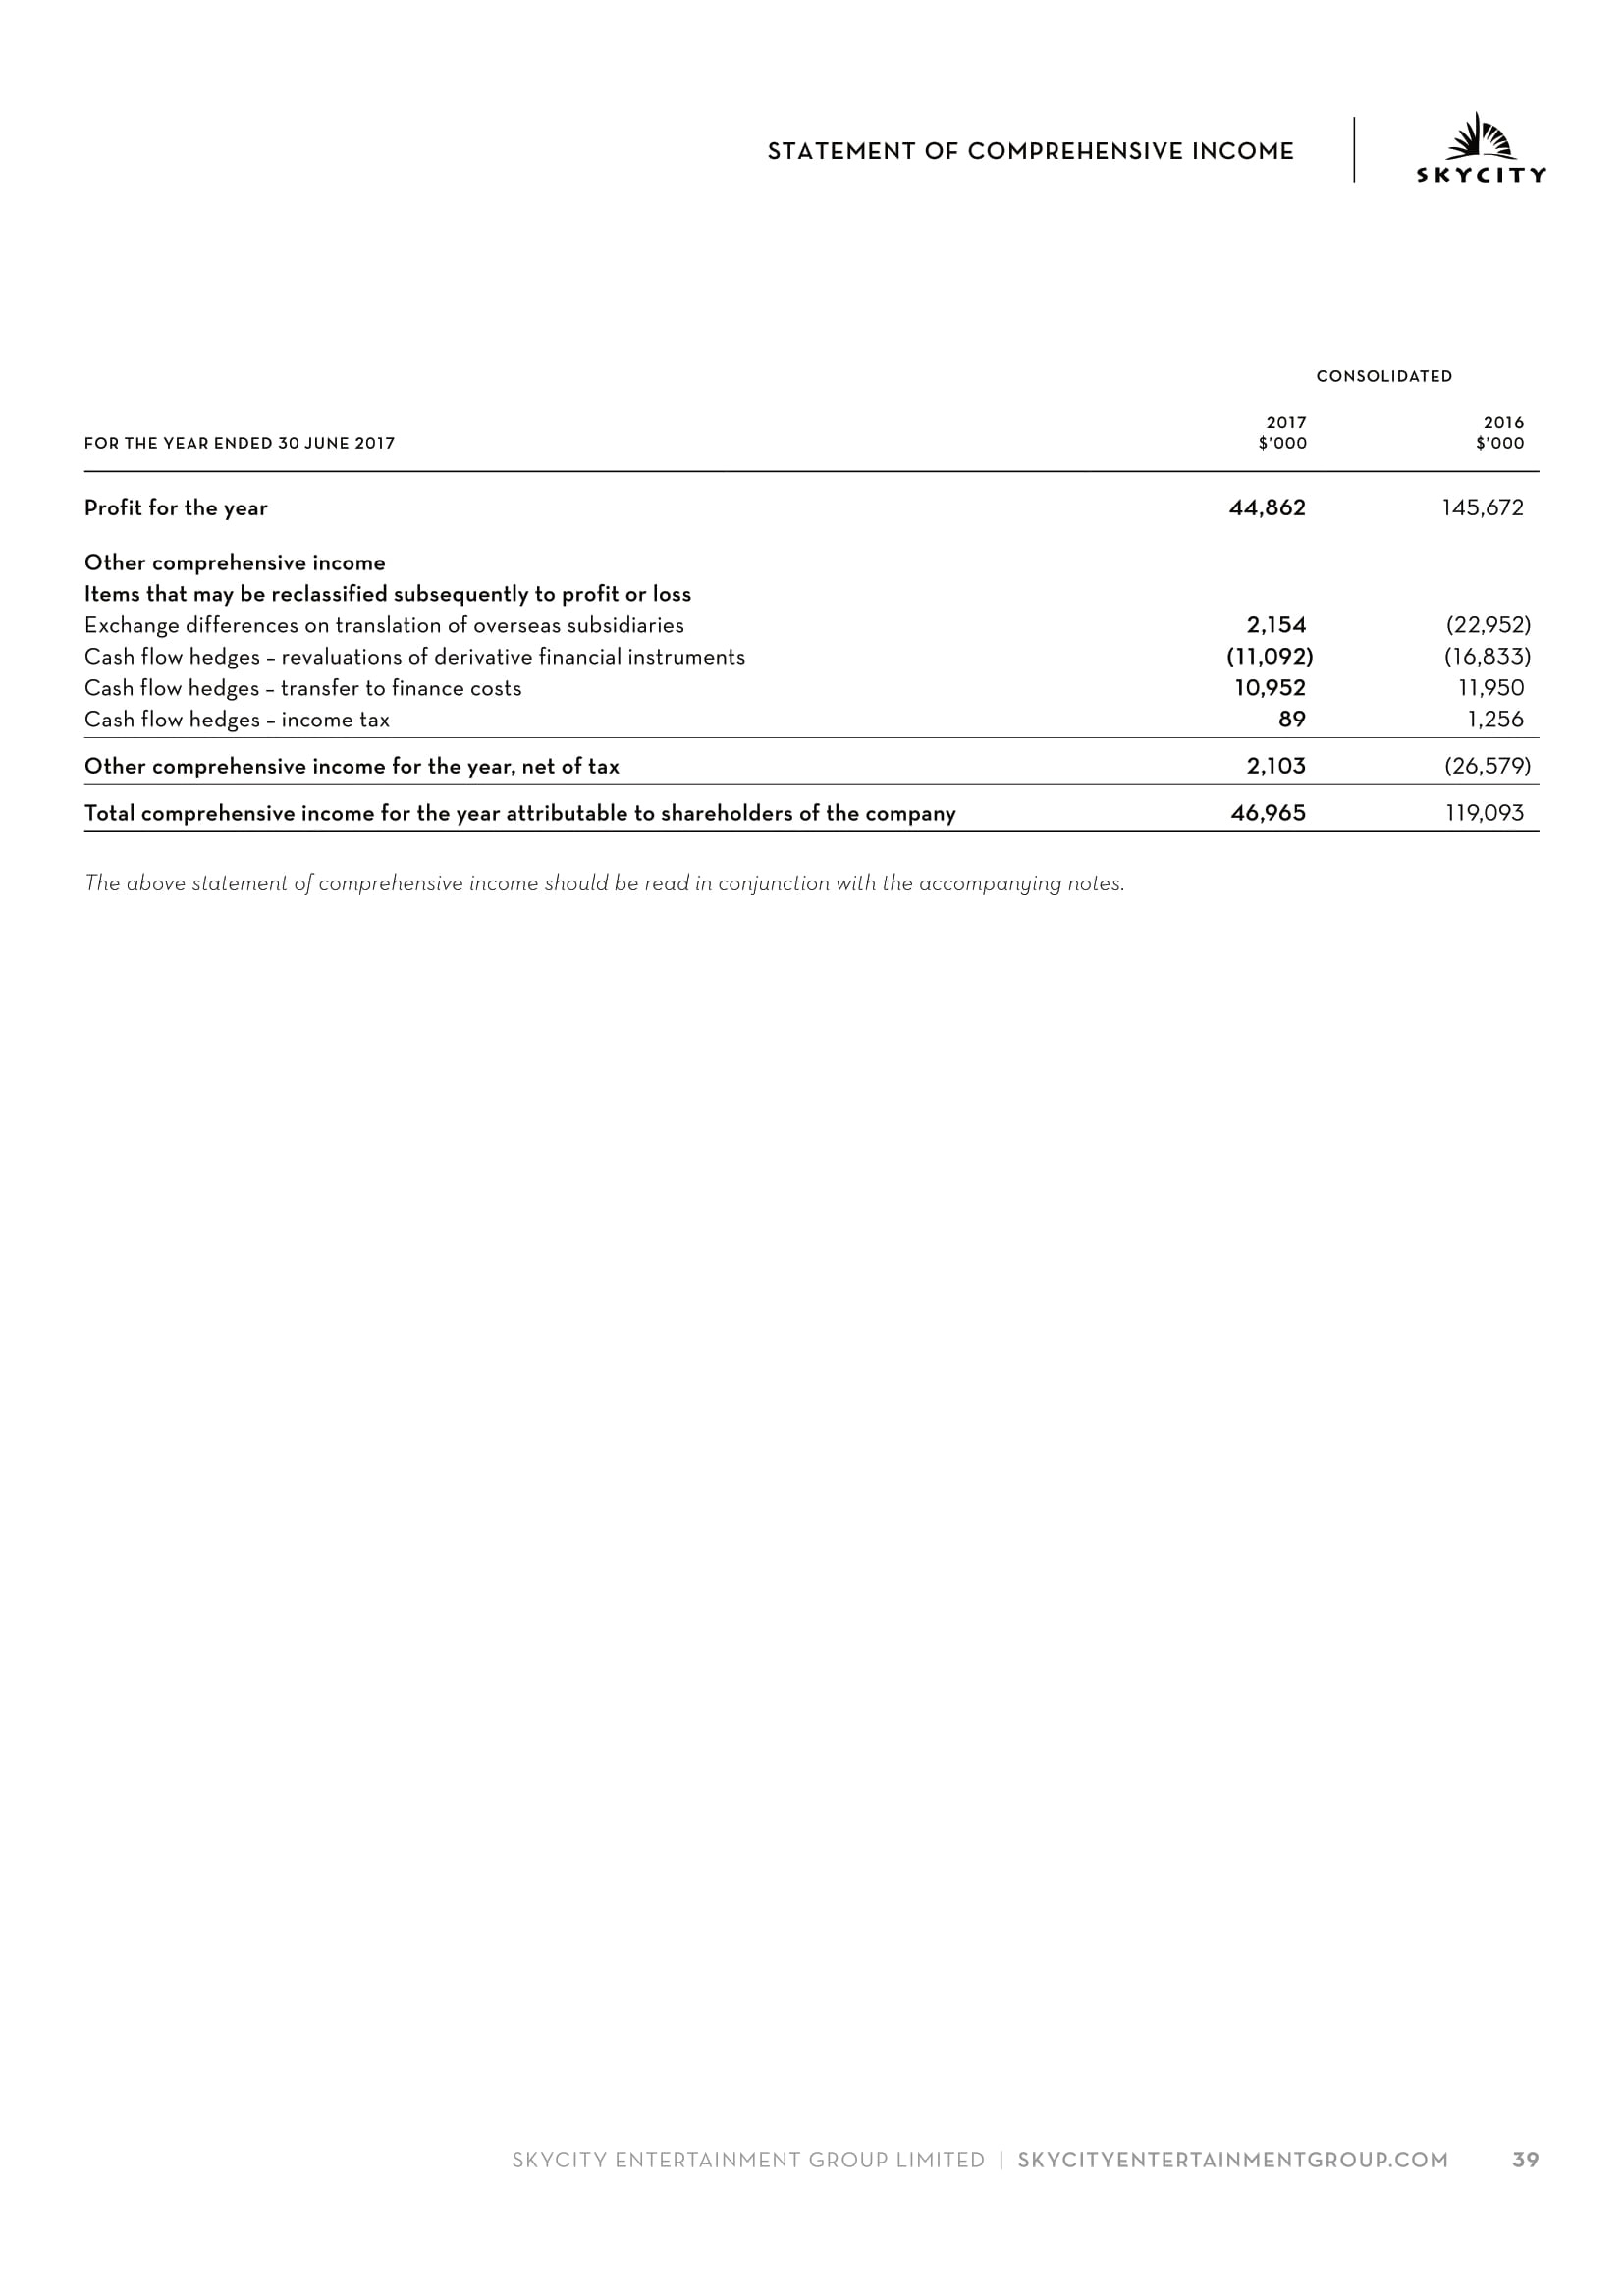 STATEMENT OF COMPREHENSIVE INCOME
SKYCITY
CONSOLIDATED
2017 2016
FOR THE YEAR ENDED 30 JUNE 2017 $'000 $'000
Profit for the year 44,862 145,672
Other comprehensive income
Items that may be reclassified subsequently to profit or loss
Exchange differences on translation of overseas subsidiaries 2,154 (22,952)
Cash flow hedges – revaluations of derivative financial instruments (11,092) (16,833)
Cash flow hedges – transfer to finance costs 10,952 11,950
Cash flow hedges – income tax 89 1,256
Other comprehensive income for the year, net of tax 2,103 (26,579)
Total comprehensive income for the year attributable to shareholders of the company 46,965 119,093
The above statement of comprehensive income should be read in conjunction with the accompanying notes.
SKYCITY ENTERTAINMENT GROUP LIMITED | SKYCITYENTERTAINMENTGROUP.COM 39